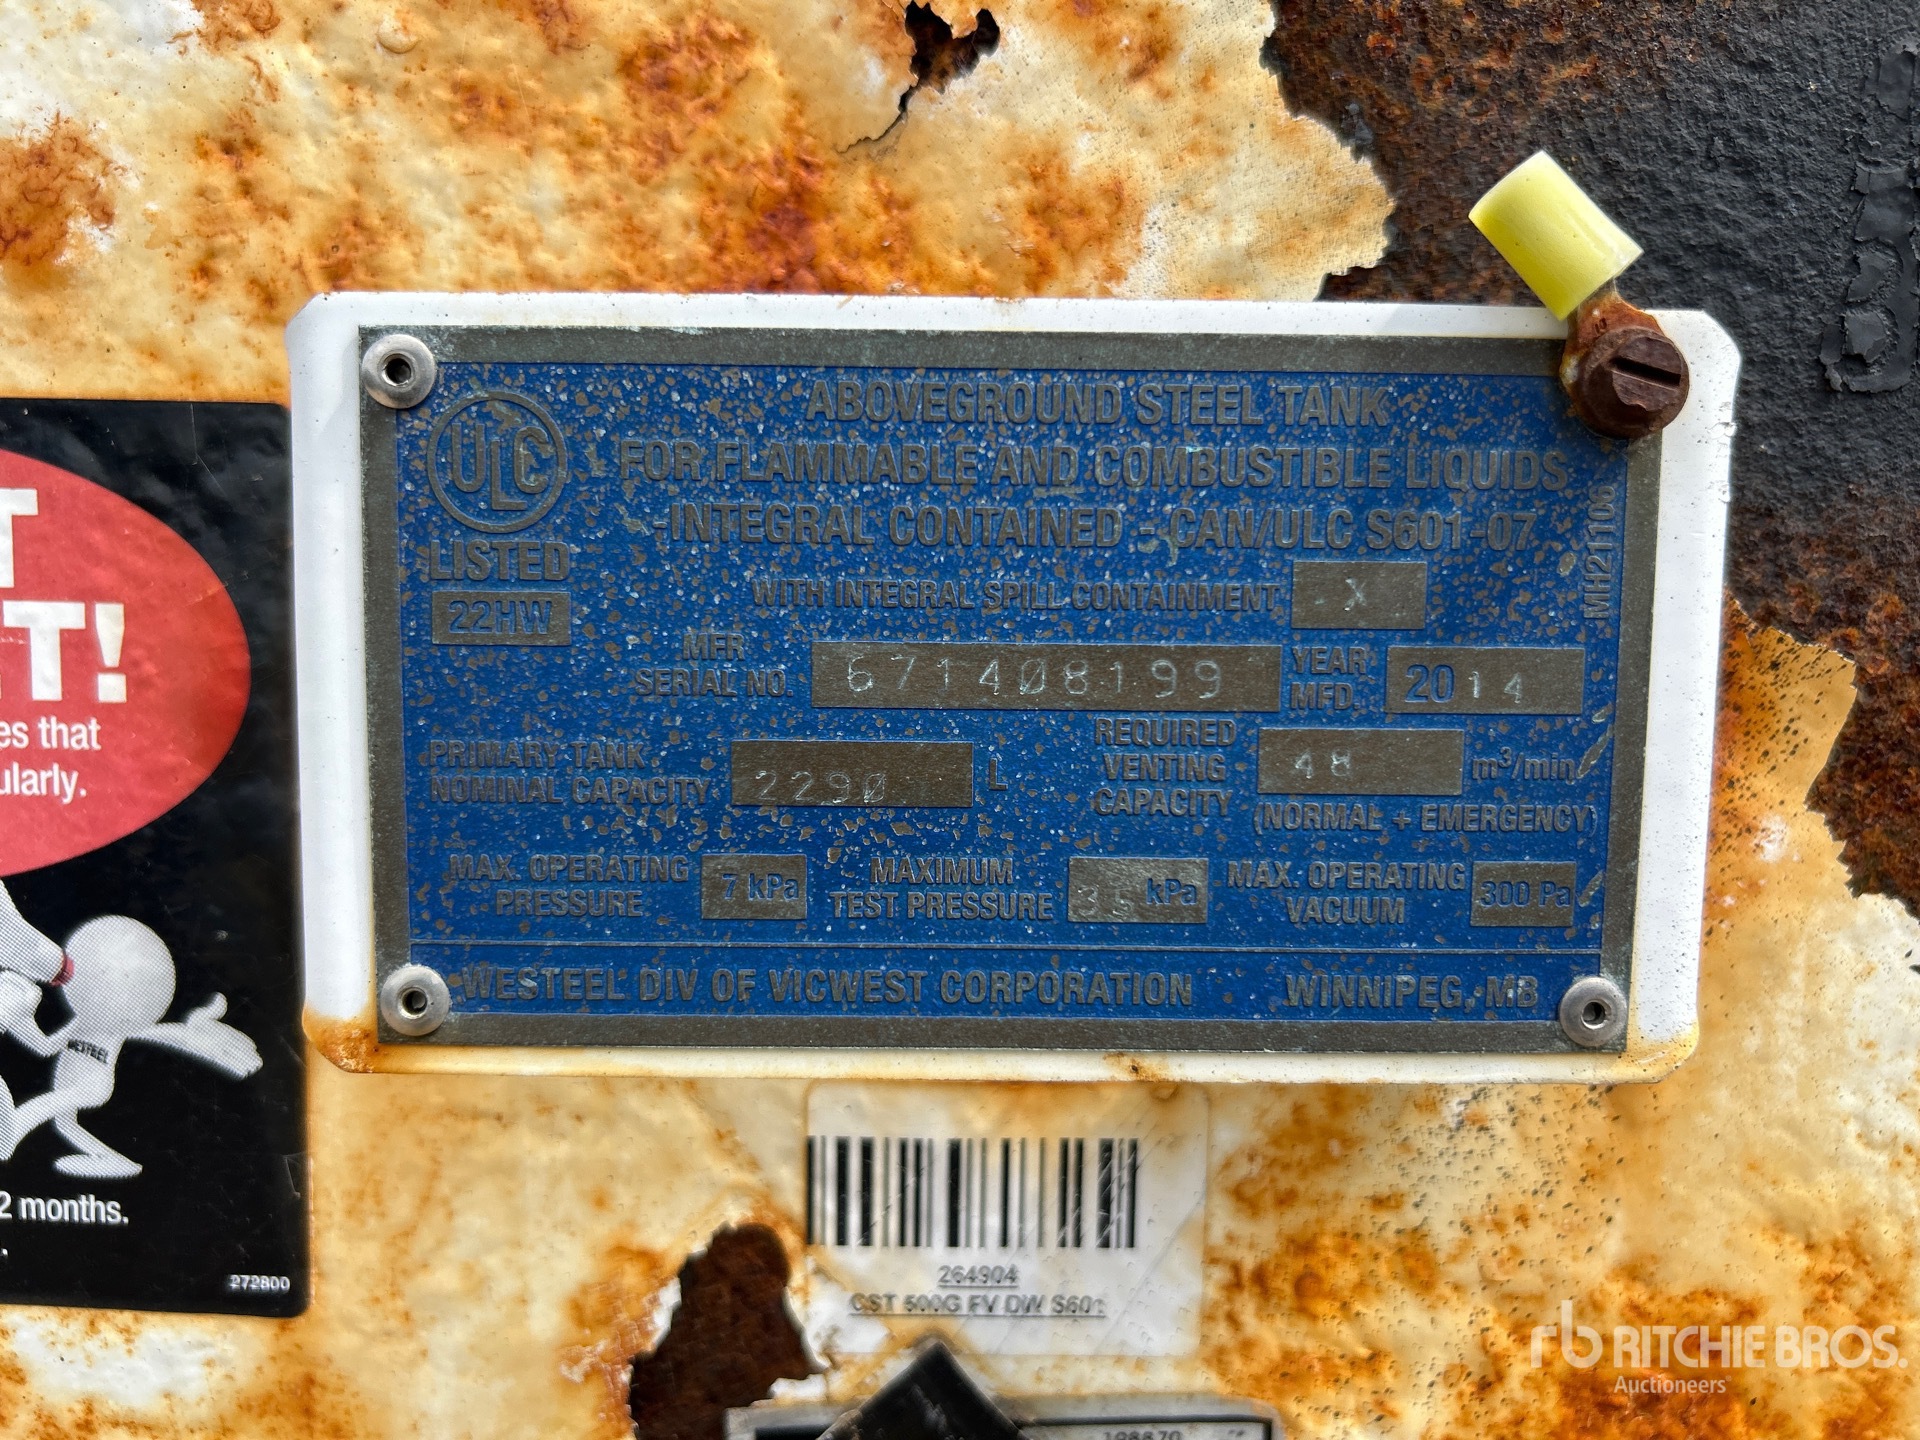 ABOVEGROUND STEEL TANK
FOR FLAMMABLE AND COMBUSTIBLE LIQUIDS
-INTEGRAL CONTAINED - CAN/ULC S601-07
ULC
LISTED
22HW
WITH INTEGRAL SPILL CONTAINMENT X
MH211106
MFR
SERIAL NO. 671408199
YEAR
MFD. 2014
PRIMARY TANK
NOMINAL CAPACITY 2290 L
REQUIRED
VENTING
CAPACITY 48 m³/min
(NORMAL + EMERGENCY)
MAX. OPERATING
PRESSURE 7 kPa
MAXIMUM
TEST PRESSURE 35 kPa
MAX. OPERATING
VACUUM 300 Pa
WESTEEL DIV OF VICWEST CORPORATION WINNIPEG, MB
T!
es that
ularly.
WESTEEL
2 months.
272800
264904
CST 500G FV DW S601
198870
rb RITCHIE BROS.
Auctioneers